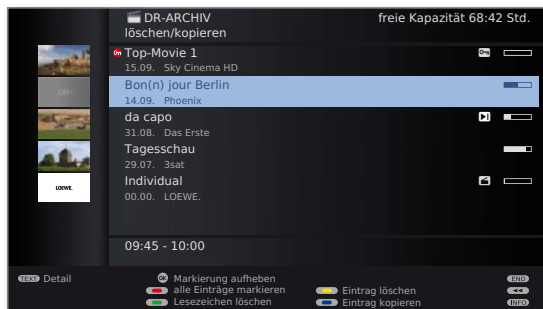 DR-ARCHIV freie Kapazität 68:42 Std.
löschen/kopieren
Top-Movie 1
15.09. Sky Cinema HD
DR+
Bon(n) jour Berlin
14.09. Phoenix
da capo
31.08. Das Erste
Tagesschau
29.07. 3sat
LOEWE.
Individual
00.00. LOEWE.
09:45 - 10:00
TEXT Detail OK Markierung aufheben END
alle Einträge markieren Eintrag löschen
Lesezeichen löschen Eintrag kopieren INFO